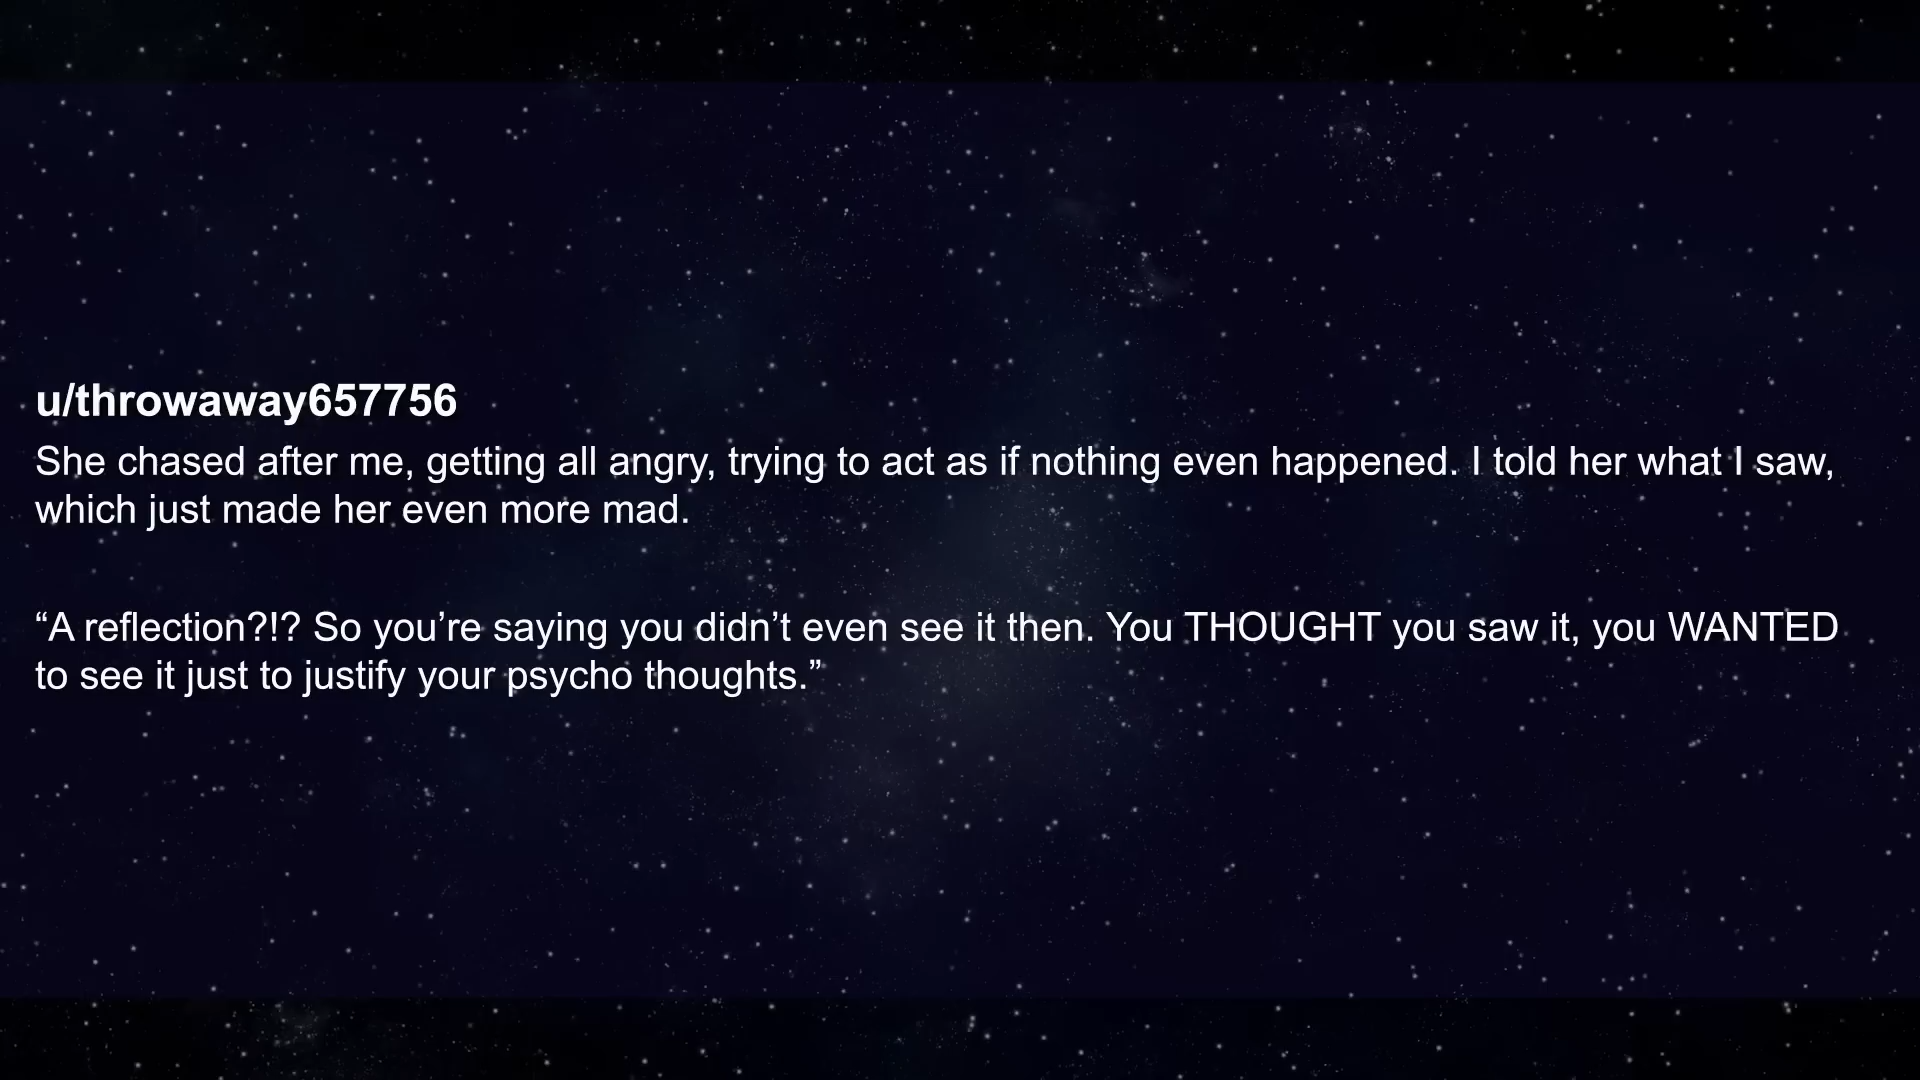 u/throwaway657756
She chased after me, getting all angry, trying to act as if nothing even happened. I told her what I saw,
which just made her even more mad.
“A reflection?!? So you’re saying you didn’t even see it then. You THOUGHT you saw it, you WANTED
to see it just to justify your psycho thoughts.”